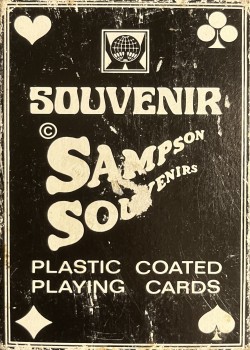 SOUVENIR
©
SAMPSON
SOUVENIRS
PLASTIC COATED
PLAYING CARDS